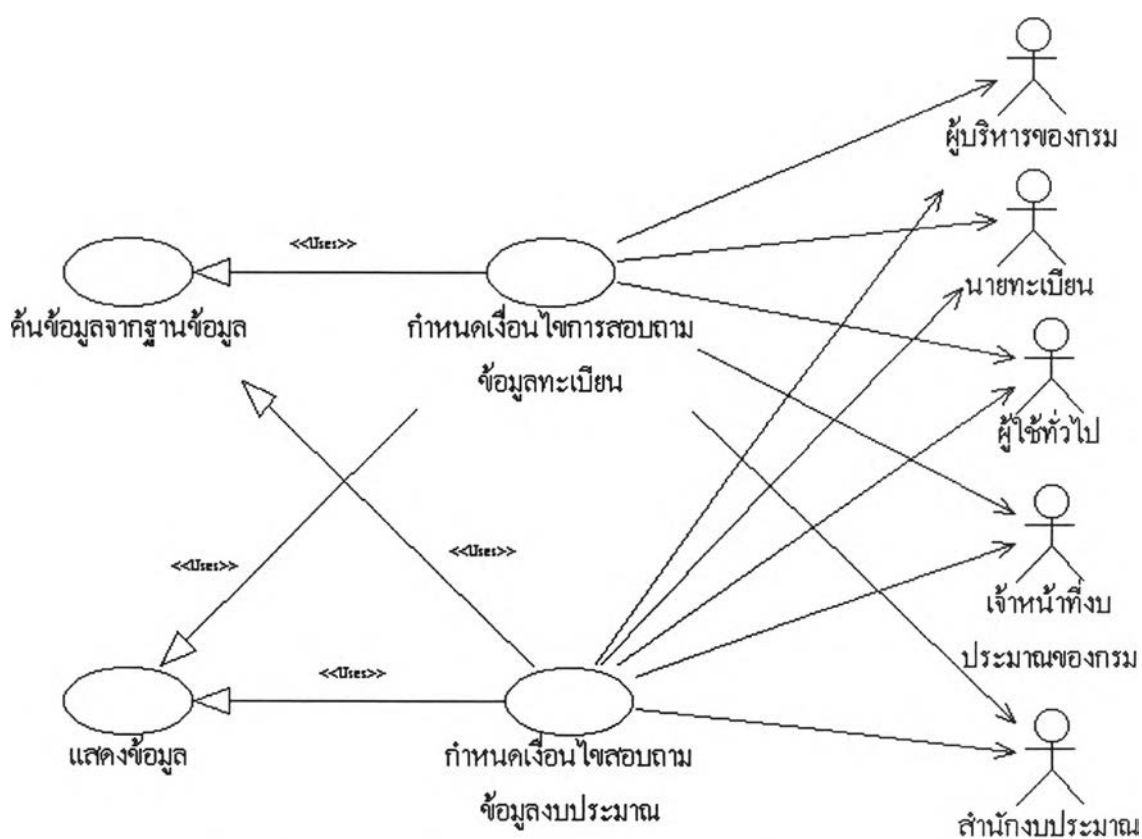 ผู้บริหารของกรม
<<Uses>>
นายทะเบียน
ค้นข้อมูลจากฐานข้อมูล
กำหนดเงื่อนไขการสอบถาม
ข้อมูลทะเบียน
ผู้ใช้ทั่วไป
<<Uses>>
<<Uses>>
เจ้าหน้าที่งบ
ประมาณของกรม
<<Uses>>
แสดงข้อมูล
กำหนดเงื่อนไขสอบถาม
ข้อมูลงบประมาณ
สำนักงบประมาณ